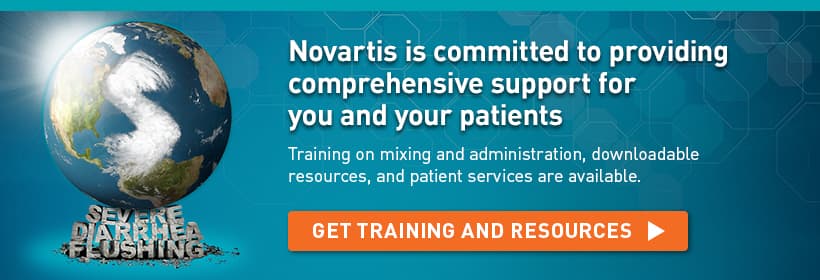 Novartis is committed to providing
comprehensive support for
you and your patients
Training on mixing and administration, downloadable
resources, and patient services are available.
GET TRAINING AND RESOURCES
S
SEVERE
DIARRHEA
FLUSHING